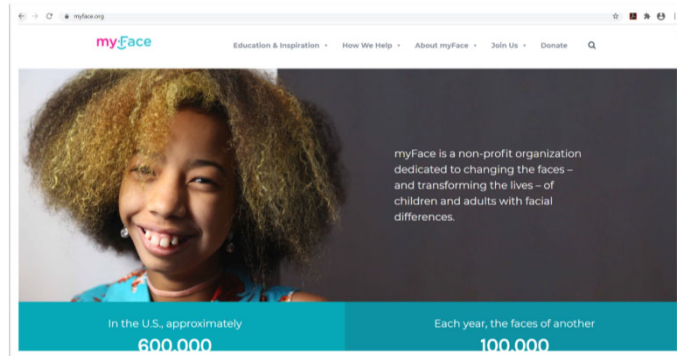 myface.org
my:Face
Education & Inspiration
How We Help
About myFace
Join Us
Donate
myFace is a non-profit organization
dedicated to changing the faces –
and transforming the lives – of
children and adults with facial
differences.
In the U.S., approximately
600,000
Each year, the faces of another
100,000